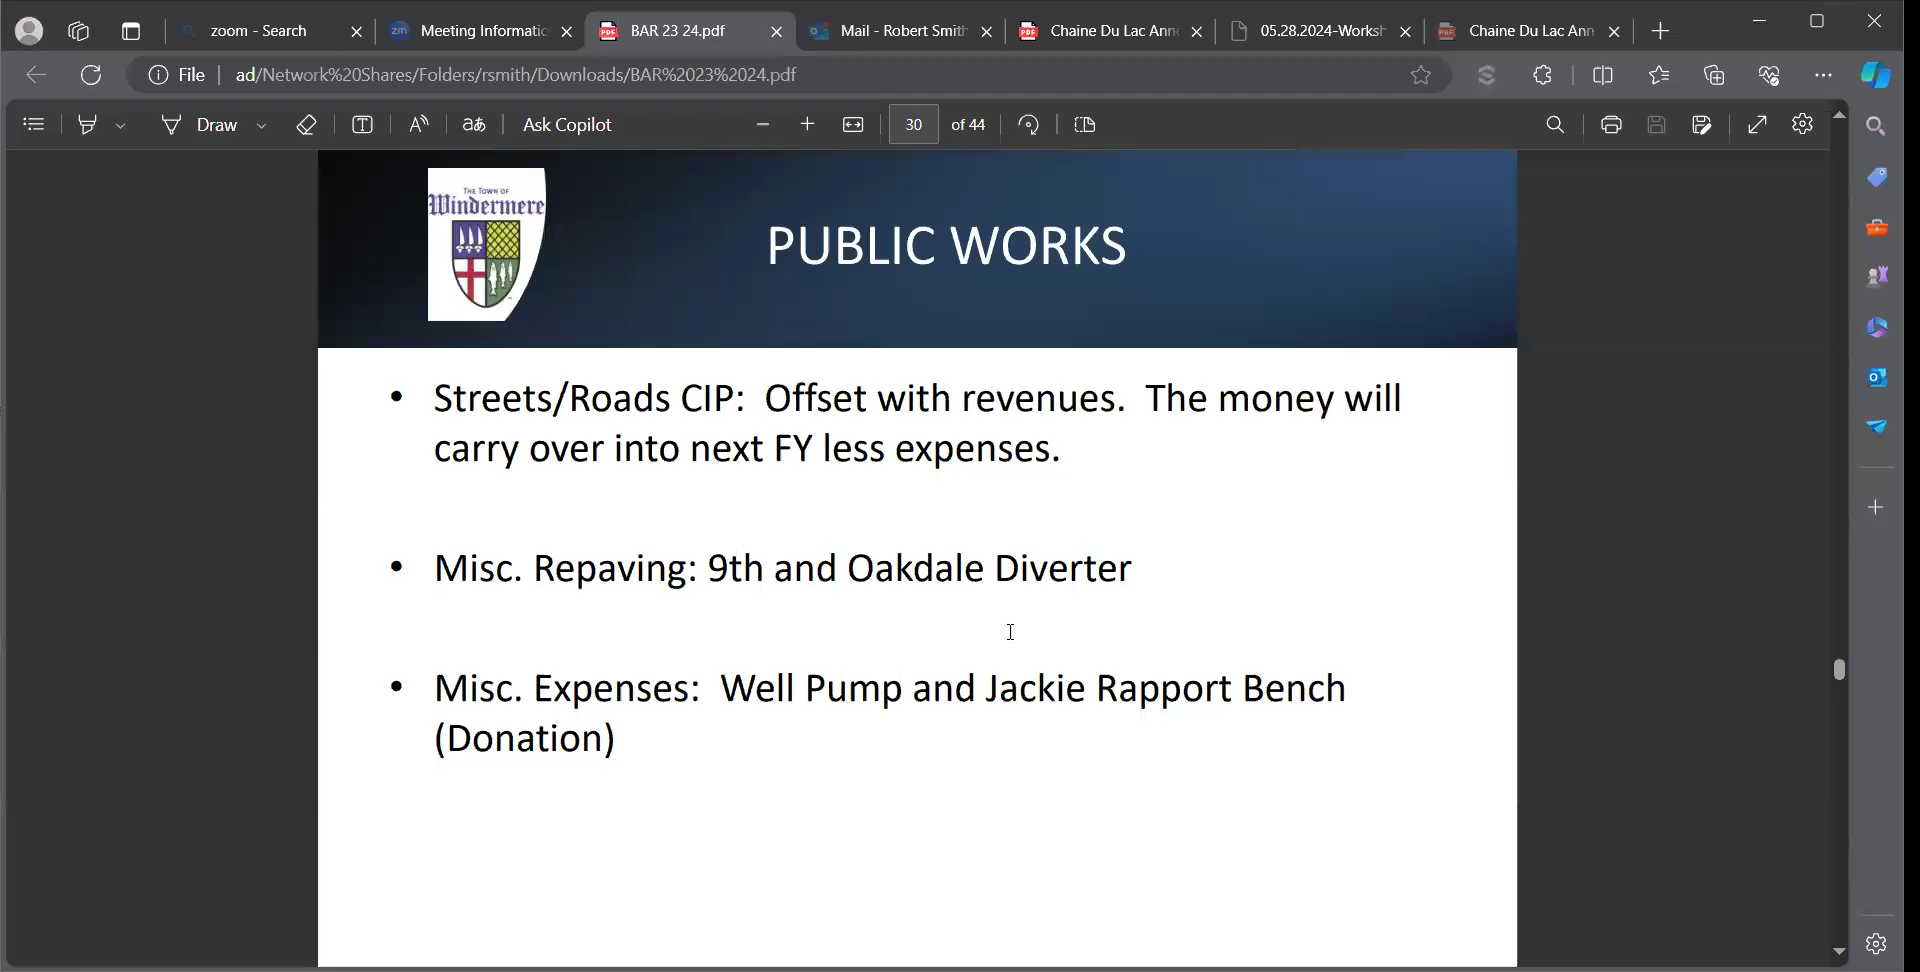 zoom - Search
Meeting Informatic
BAR 23 24.pdf
Mail - Robert Smith
Chaine Du Lac Anne
05.28.2024-Worksh
Chaine Du Lac Ann
File
ad/Network%20Shares/Folders/rsmith/Downloads/BAR%2023%2024.pdf
Draw
Ask Copilot
30 of 44
THE TOWN OF
Windermere
PUBLIC WORKS
• Streets/Roads CIP: Offset with revenues. The money will
carry over into next FY less expenses.
• Misc. Repaving: 9th and Oakdale Diverter
• Misc. Expenses: Well Pump and Jackie Rapport Bench
(Donation)